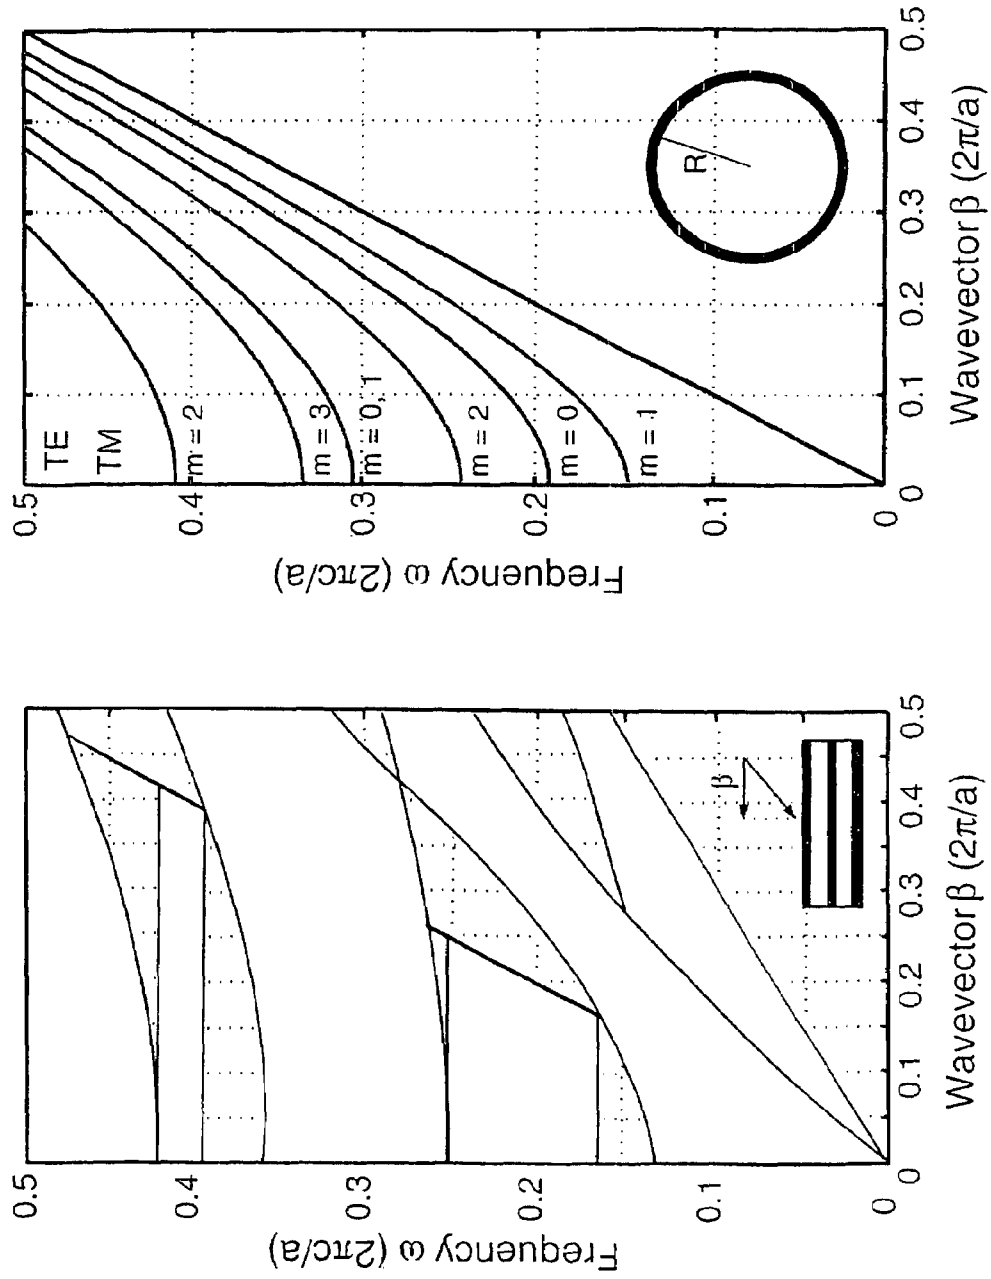 0.5
0.4
0.3
0.2
0.1
0
Frequency ω (2πc/a)
0
0.1
0.2
0.3
0.4
0.5
Wavevector β (2π/a)
β
0.5
0.4
0.3
0.2
0.1
0
Frequency ω (2πc/a)
TE
TM
m = 2
m = 3
m = 0, 1
m = 2
m = 0
m = 1
R
0
0.1
0.2
0.3
0.4
0.5
Wavevector β (2π/a)